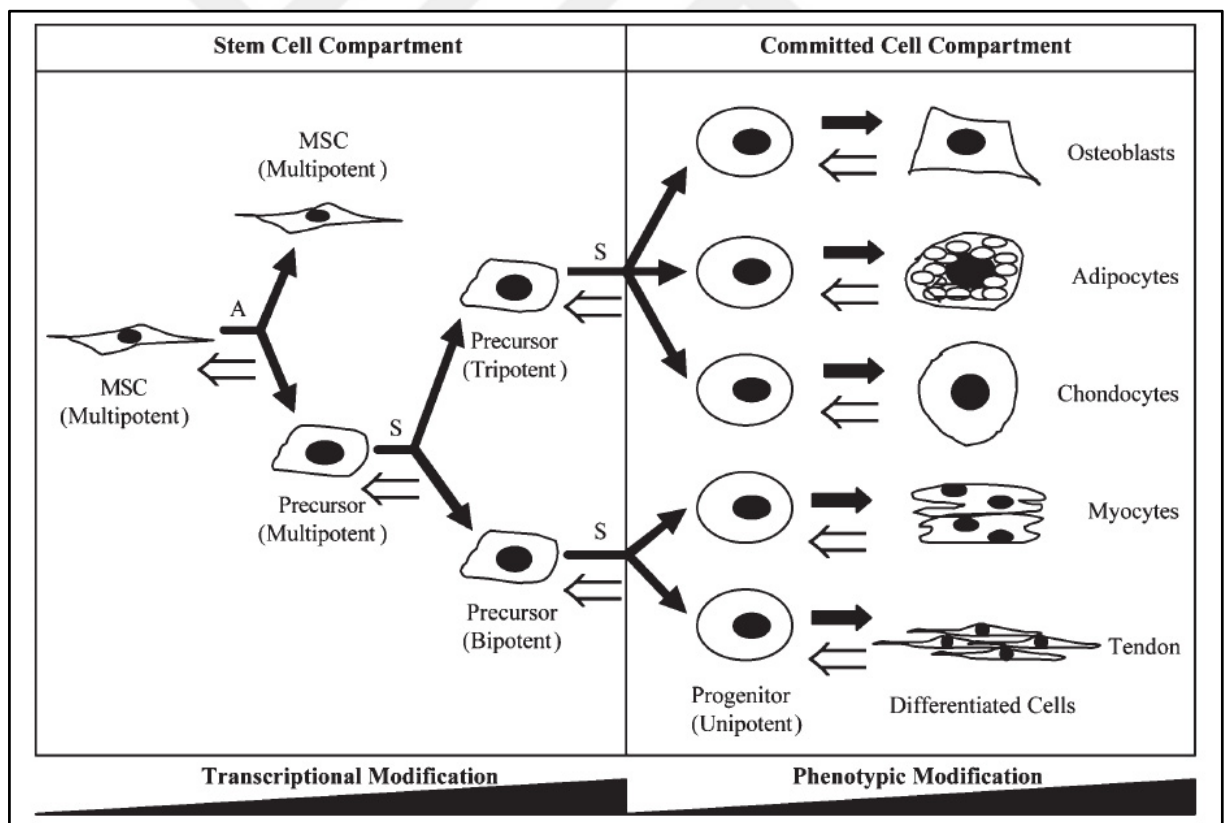 Stem Cell Compartment
Committed Cell Compartment
MSC
(Multipotent)
A
MSC
(Multipotent)
S
Precursor
(Multipotent)
S
Precursor
(Tripotent)
S
Precursor
(Bipotent)
Progenitor
(Unipotent)
Osteoblasts
Adipocytes
Chondocytes
Myocytes
Tendon
Differentiated Cells
Transcriptional Modification
Phenotypic Modification